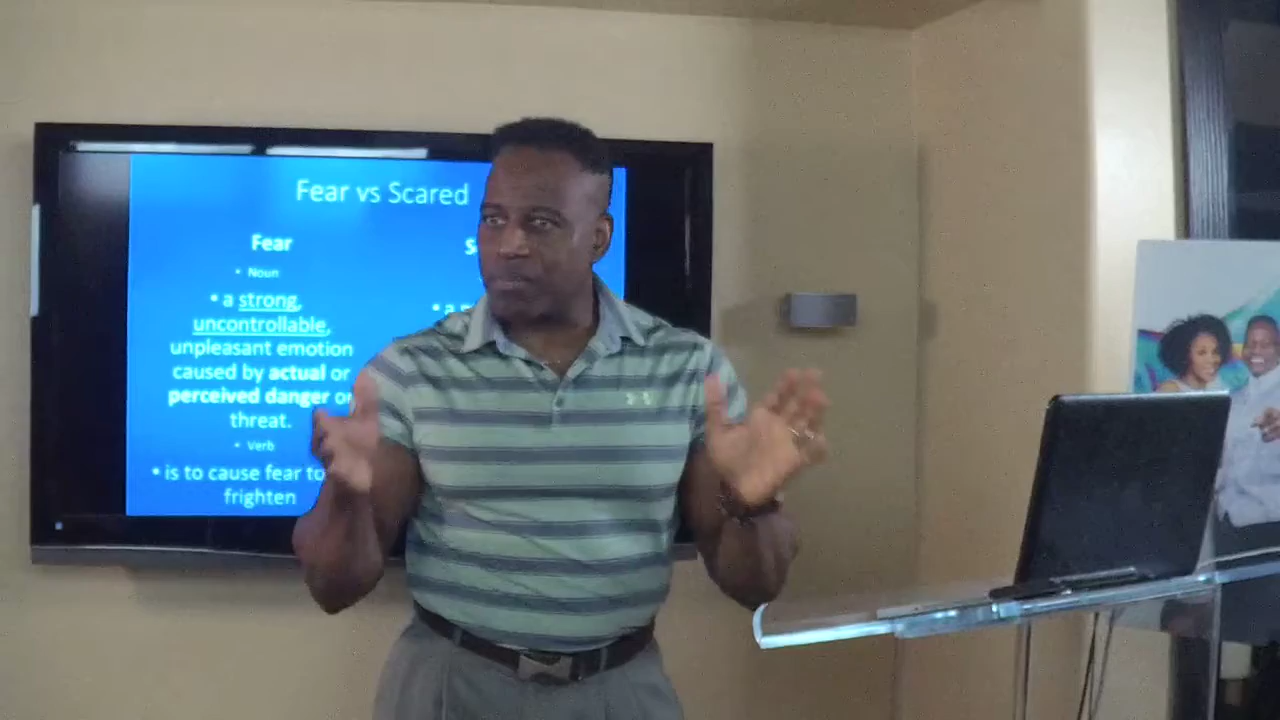 Fear vs Scared
Fear
• Noun
• a strong,
uncontrollable,
unpleasant emotion
caused by actual or
perceived danger or
threat.
• Verb
• is to cause fear to
frighten